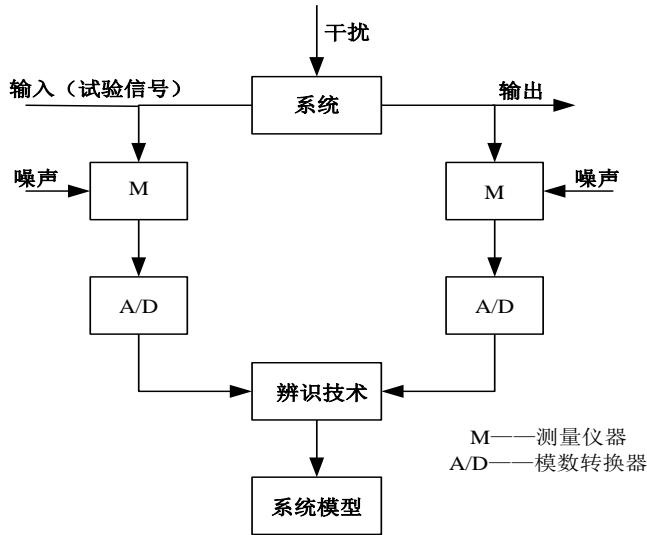 干扰
输入（试验信号）
系统
输出
噪声
M
M
噪声
A/D
A/D
辨识技术
M——测量仪器
A/D——模数转换器
系统模型